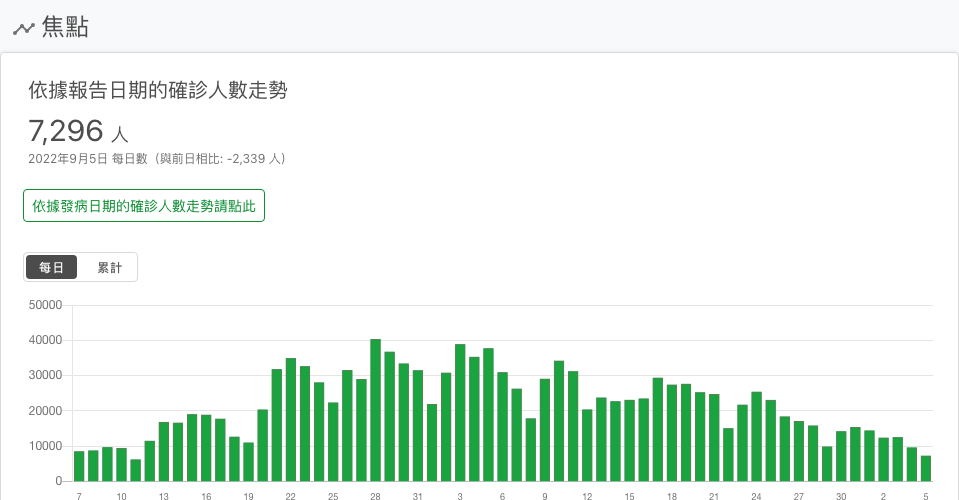 焦點
依據報告日期的確診人數走勢
7,296 人
2022年9月5日 每日數（與前日相比: -2,339 人）
依據發病日期的確診人數走勢請點此
每日 累計
50000
40000
30000
20000
10000
0
7 10 13 16 19 22 25 28 31 3 6 9 12 15 18 21 24 27 30 2 5